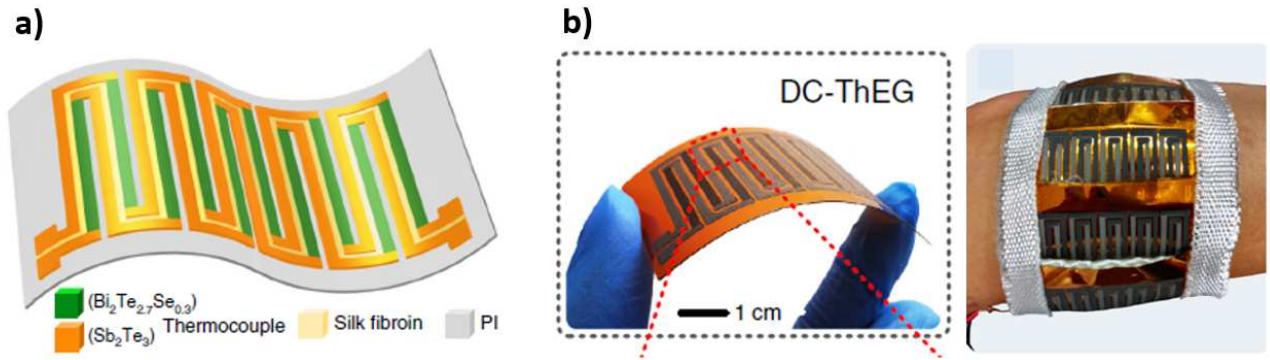 a)
b)
DC-ThEG
1 cm
(Bi₂Te₂.₇Se₀.₃)
(Sb₂Te₃) Thermocouple Silk fibroin PI